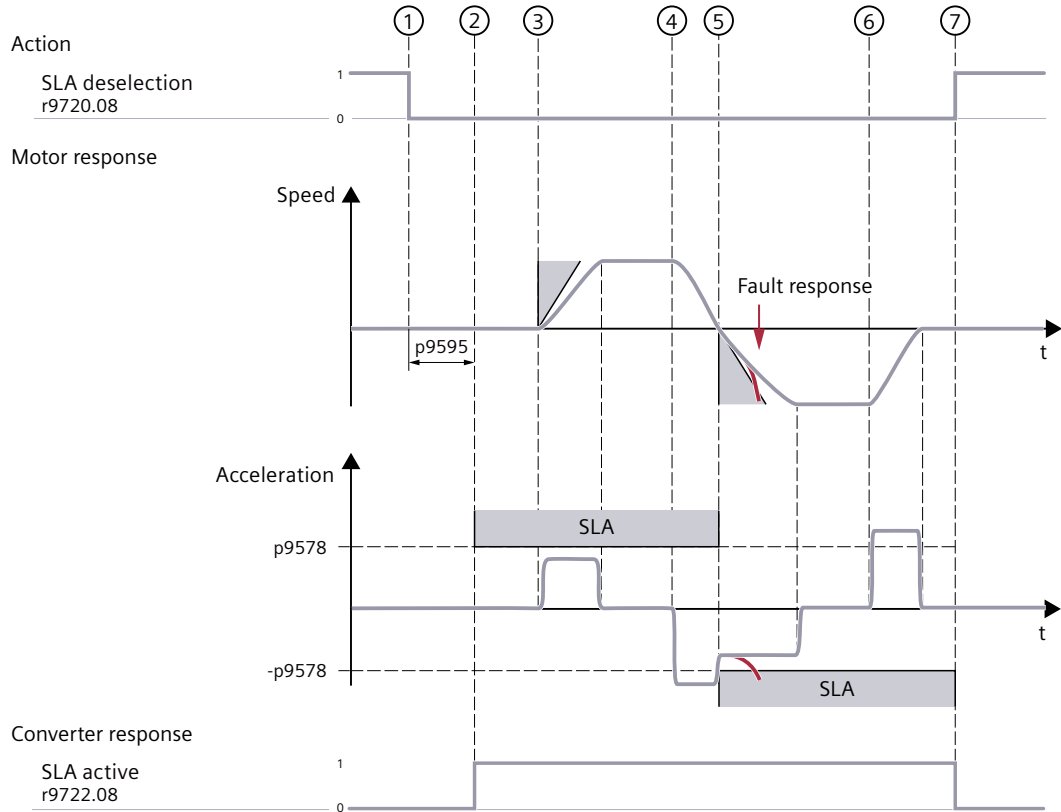 1 2 3 4 5 6 7
Action
SLA deselection
r9720.08
1
0
Motor response
Speed
Fault response
p9595
t
Acceleration
SLA
p9578
t
-p9578
SLA
Converter response
SLA active
r9722.08
1
0